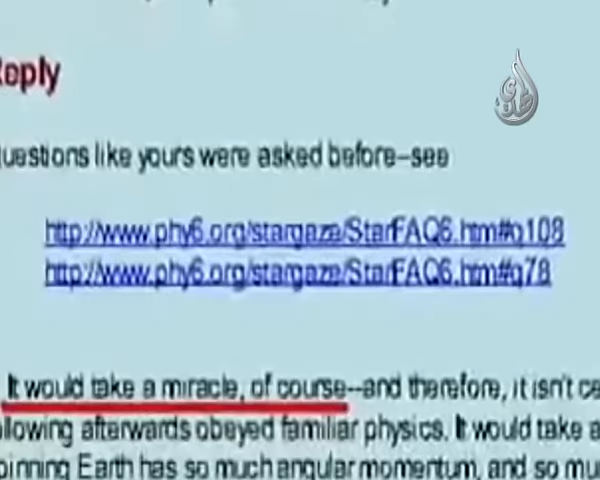 Reply
questions like yours were asked before--see
http://www.phy6.org/stargaze/StarFAQ6.htm#q108
http://www.phy6.org/stargaze/StarFAQ6.htm#q78
It would take a miracle, of course--and therefore, it isn't ce
llowing afterwards obeyed familiar physics. It would take a
pinning Earth has so much angular momentum, and so mu